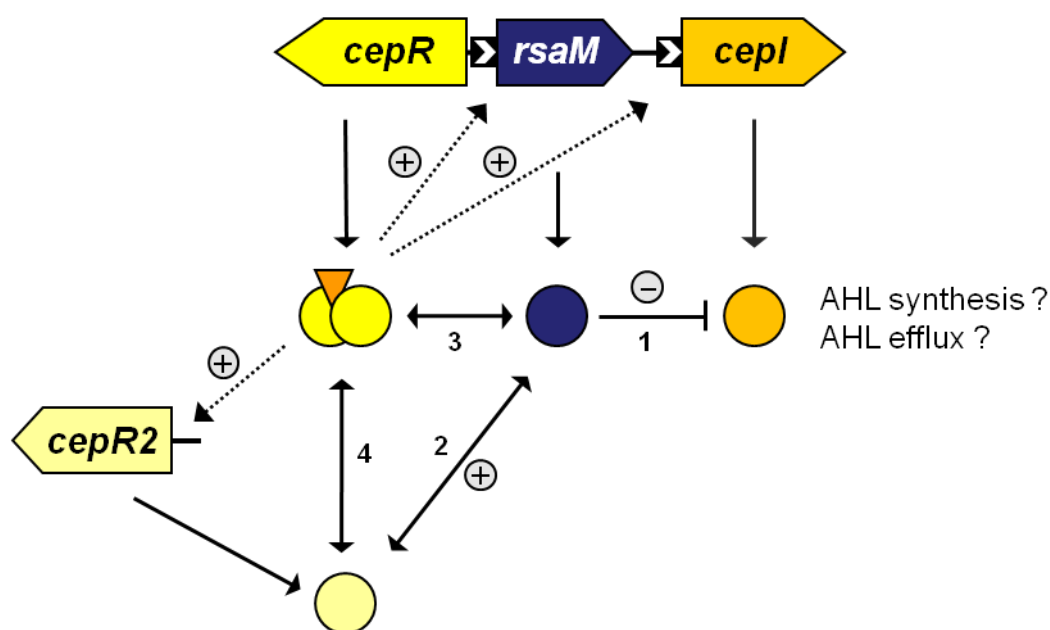 cepR rsaM cepI
+ +
−
AHL synthesis ?
3 1
AHL efflux ?
+
cepR2
4 2
+